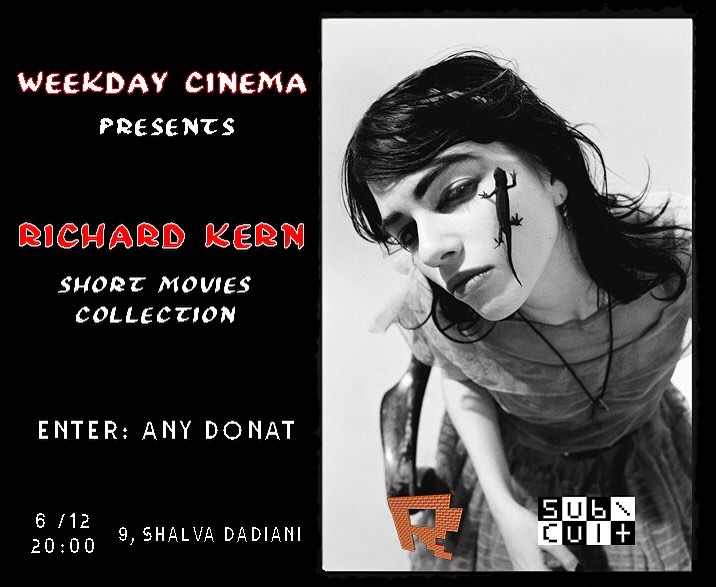 WEEKDAY CINEMA
PRESENTS
RICHARD KERN
SHORT MOVIES
COLLECTION
ENTER: ANY DONAT
6 /12
20:00
9, SHALVA DADIANI
Sub
Cult